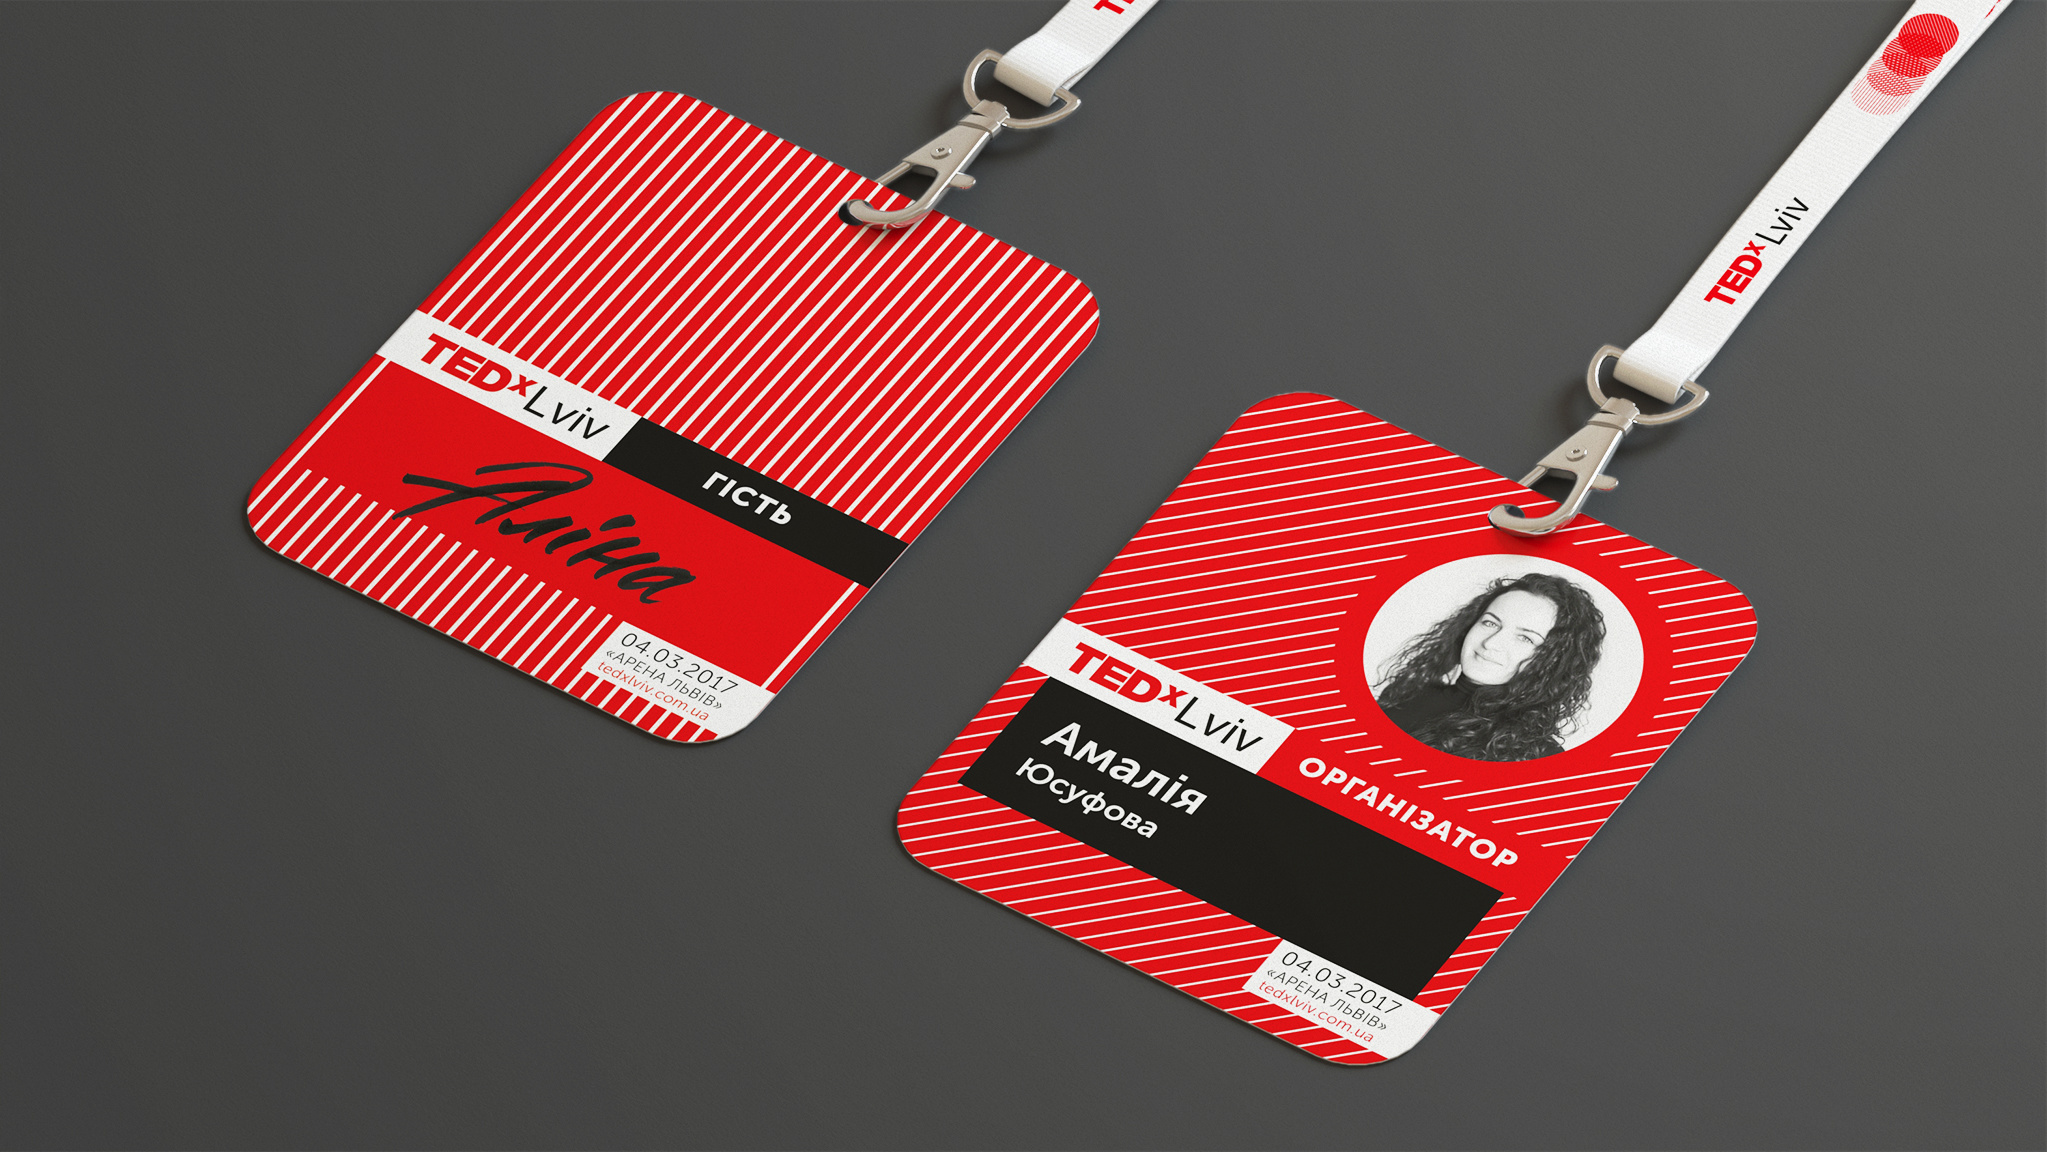 TEDxLviv
ГІСТЬ
Аліна
04.03.2017
«АРЕНА ЛЬВІВ»
tedxlviv.com.ua
TEDxLviv
TEDxLviv
ОРГАНІЗАТОР
Амалія
Юсуфова
04.03.2017
«АРЕНА ЛЬВІВ»
tedxlviv.com.ua